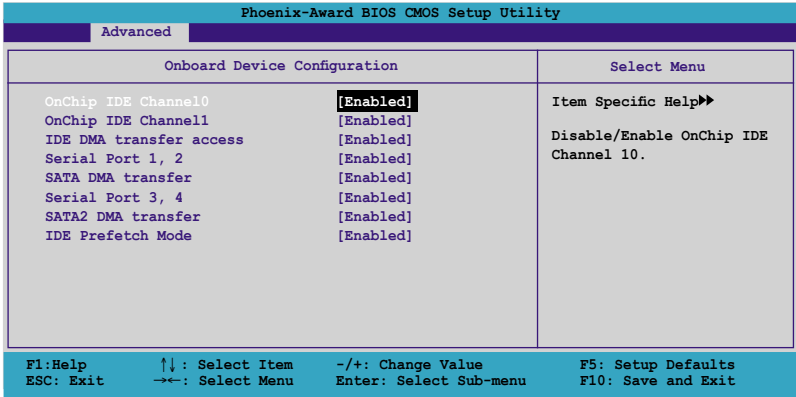 Phoenix-Award BIOS CMOS Setup Utility
Advanced
Onboard Device Configuration
Select Menu
OnChip IDE Channel0 [Enabled]
OnChip IDE Channel1 [Enabled]
IDE DMA transfer access [Enabled]
Serial Port 1, 2 [Enabled]
SATA DMA transfer [Enabled]
Serial Port 3, 4 [Enabled]
SATA2 DMA transfer [Enabled]
IDE Prefetch Mode [Enabled]
Item Specific Help▶▶
Disable/Enable OnChip IDE
Channel 10.
F1:Help ↑↓: Select Item -/+: Change Value F5: Setup Defaults
ESC: Exit →←: Select Menu Enter: Select Sub-menu F10: Save and Exit